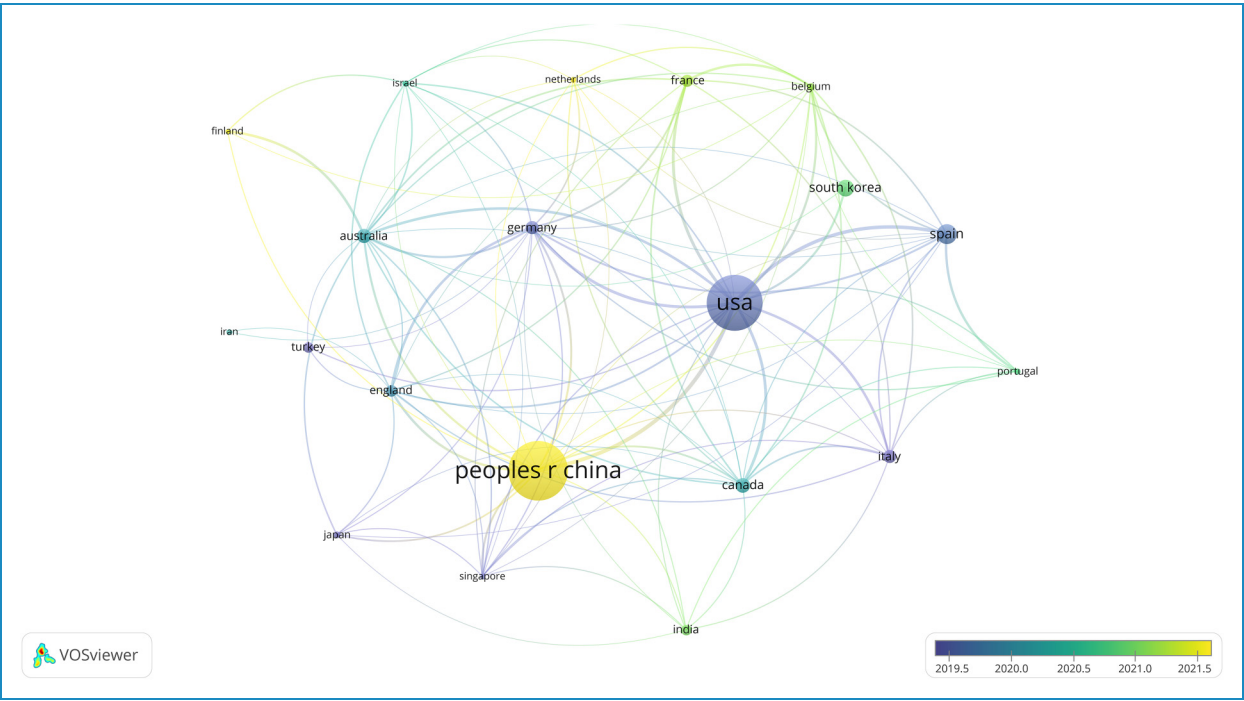 netherlands
france
israel
belgium
finland
south korea
germany
spain
australia
usa
iran
turkey
portugal
england
italy
peoples r china
canada
japan
singapore
india
VOSviewer
2019.5 2020.0 2020.5 2021.0 2021.5